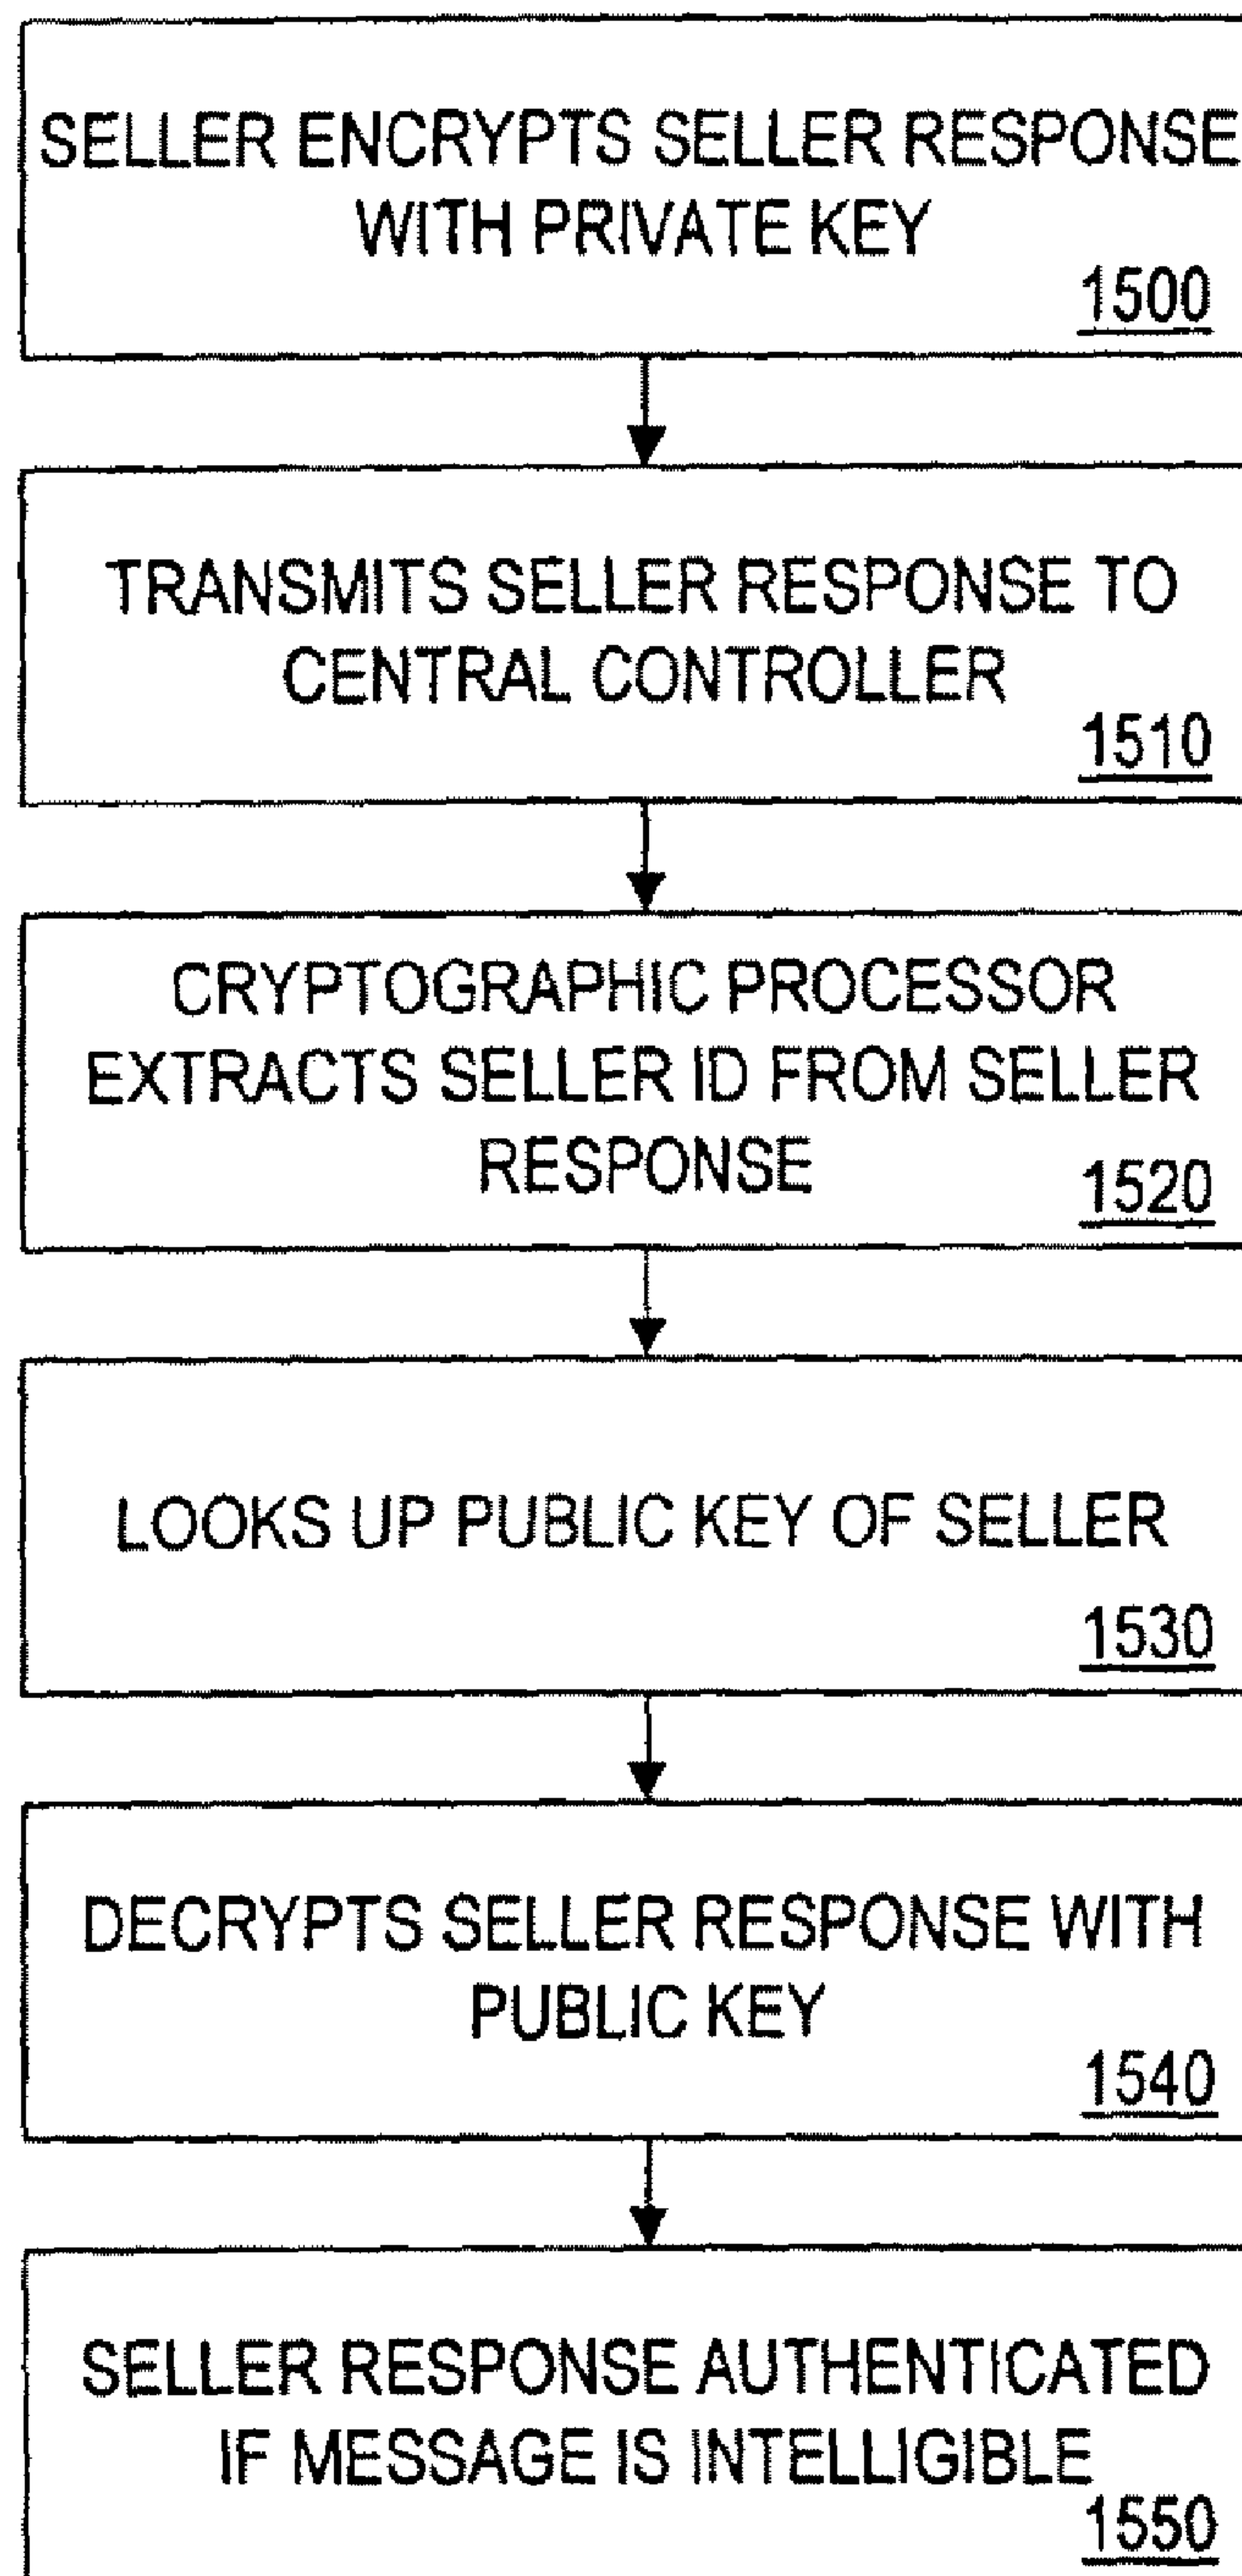 SELLER ENCRYPTS SELLER RESPONSE
WITH PRIVATE KEY
1500
TRANSMITS SELLER RESPONSE TO
CENTRAL CONTROLLER
1510
CRYPTOGRAPHIC PROCESSOR
EXTRACTS SELLER ID FROM SELLER
RESPONSE
1520
LOOKS UP PUBLIC KEY OF SELLER
1530
DECRYPTS SELLER RESPONSE WITH
PUBLIC KEY
1540
SELLER RESPONSE AUTHENTICATED
IF MESSAGE IS INTELLIGIBLE
1550